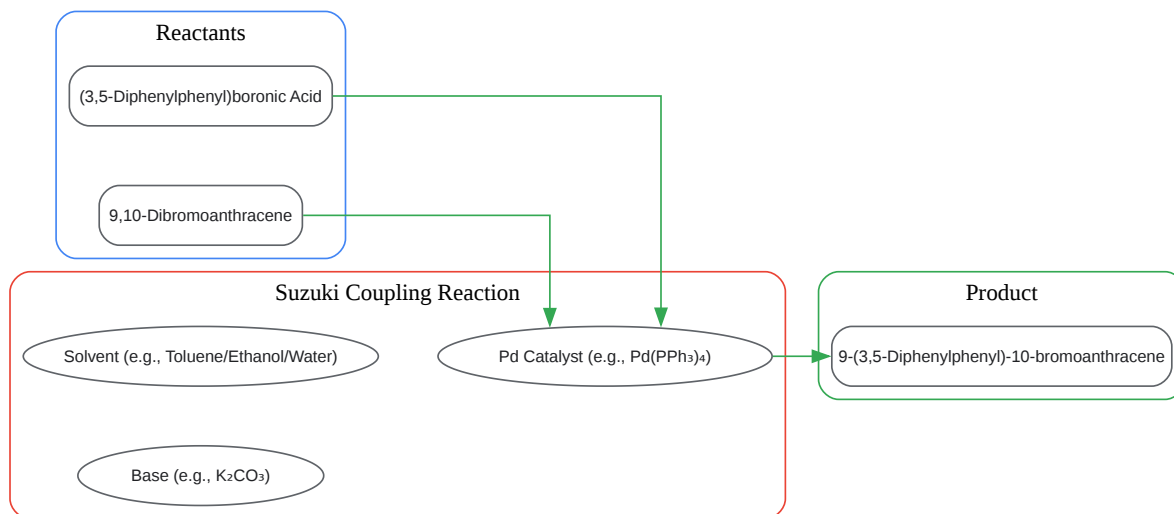 Reactants
(3,5-Diphenylphenyl)boronic Acid
9,10-Dibromoanthracene
Suzuki Coupling Reaction
Solvent (e.g., Toluene/Ethanol/Water)
Pd Catalyst (e.g., Pd(PPh₃)₄)
Base (e.g., K₂CO₃)
Product
9-(3,5-Diphenylphenyl)-10-bromoanthracene